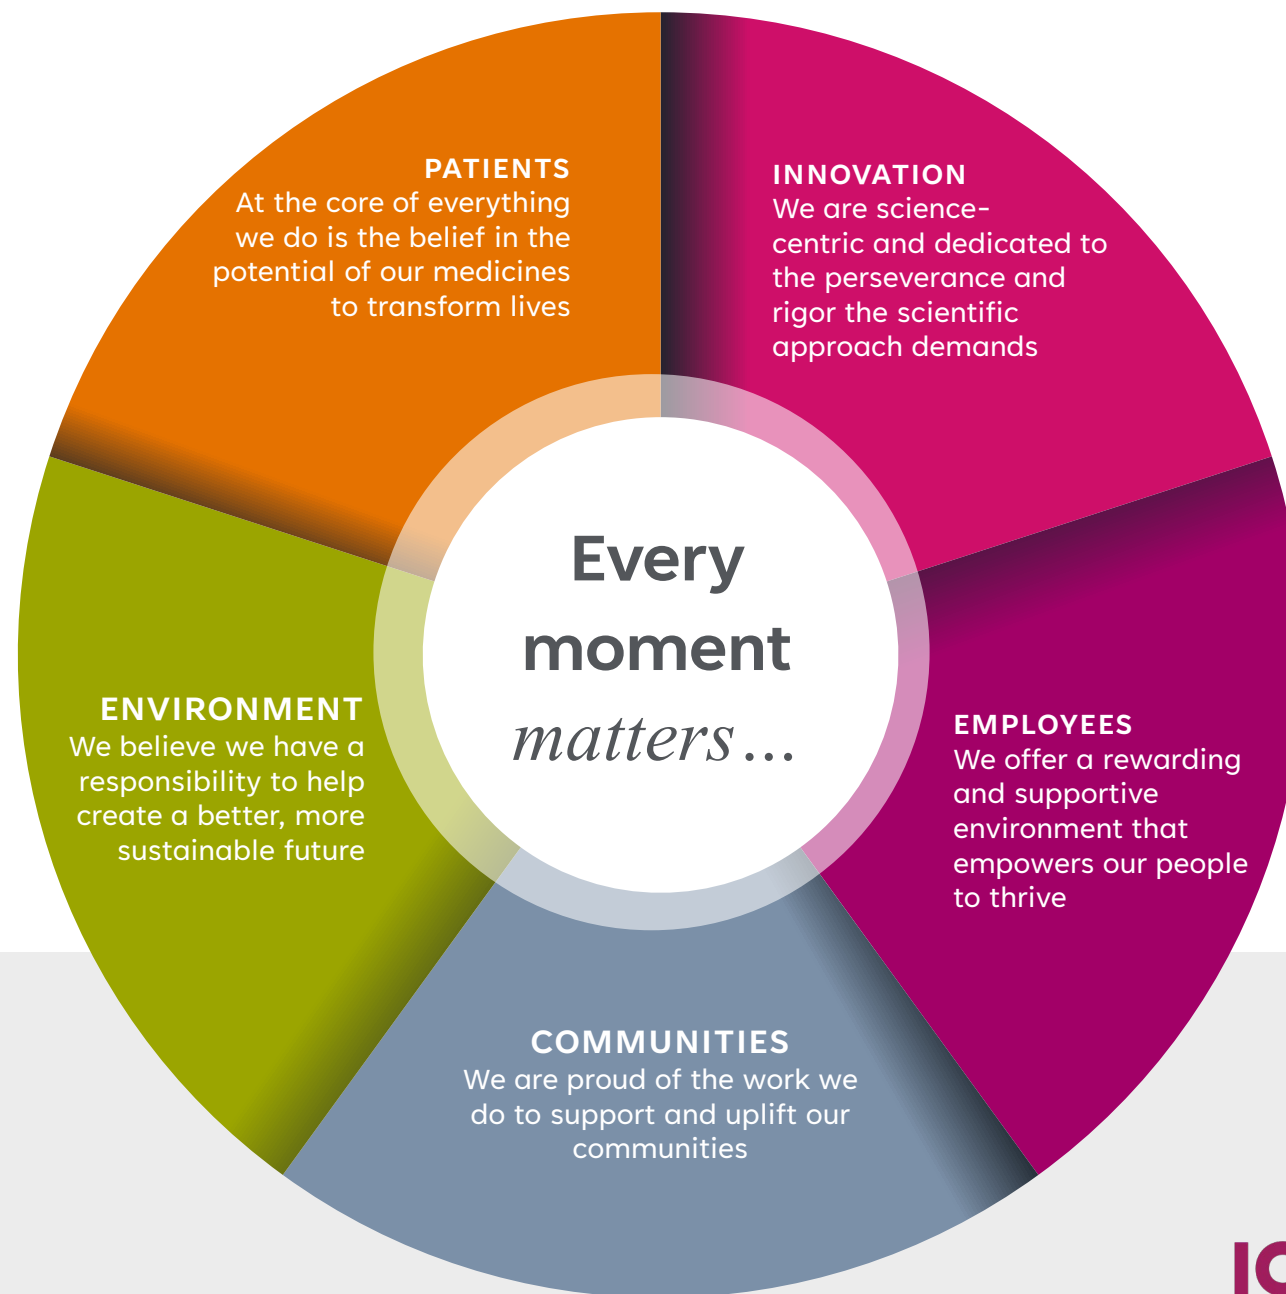 PATIENTS
At the core of everything
we do is the belief in the
potential of our medicines
to transform lives
INNOVATION
We are science-
centric and dedicated to
the perseverance and
rigor the scientific
approach demands
Every
moment
matters...
ENVIRONMENT
We believe we have a
responsibility to help
create a better, more
sustainable future
EMPLOYEES
We offer a rewarding
and supportive
environment that
empowers our people
to thrive
COMMUNITIES
We are proud of the work we
do to support and uplift our
communities